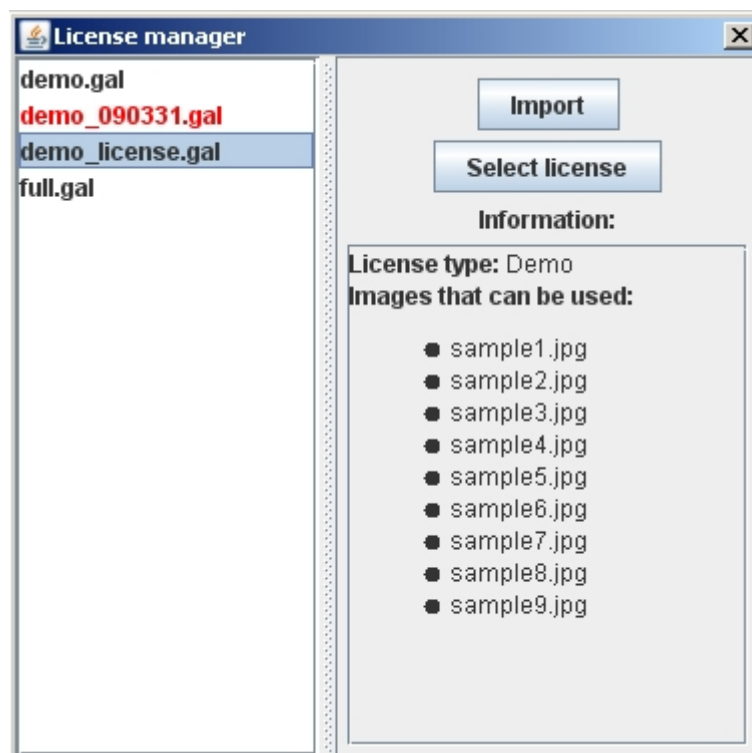 License manager
demo.gal
demo_090331.gal
demo_license.gal
full.gal
Import
Select license
Information:
License type: Demo
Images that can be used:
sample1.jpg
sample2.jpg
sample3.jpg
sample4.jpg
sample5.jpg
sample6.jpg
sample7.jpg
sample8.jpg
sample9.jpg